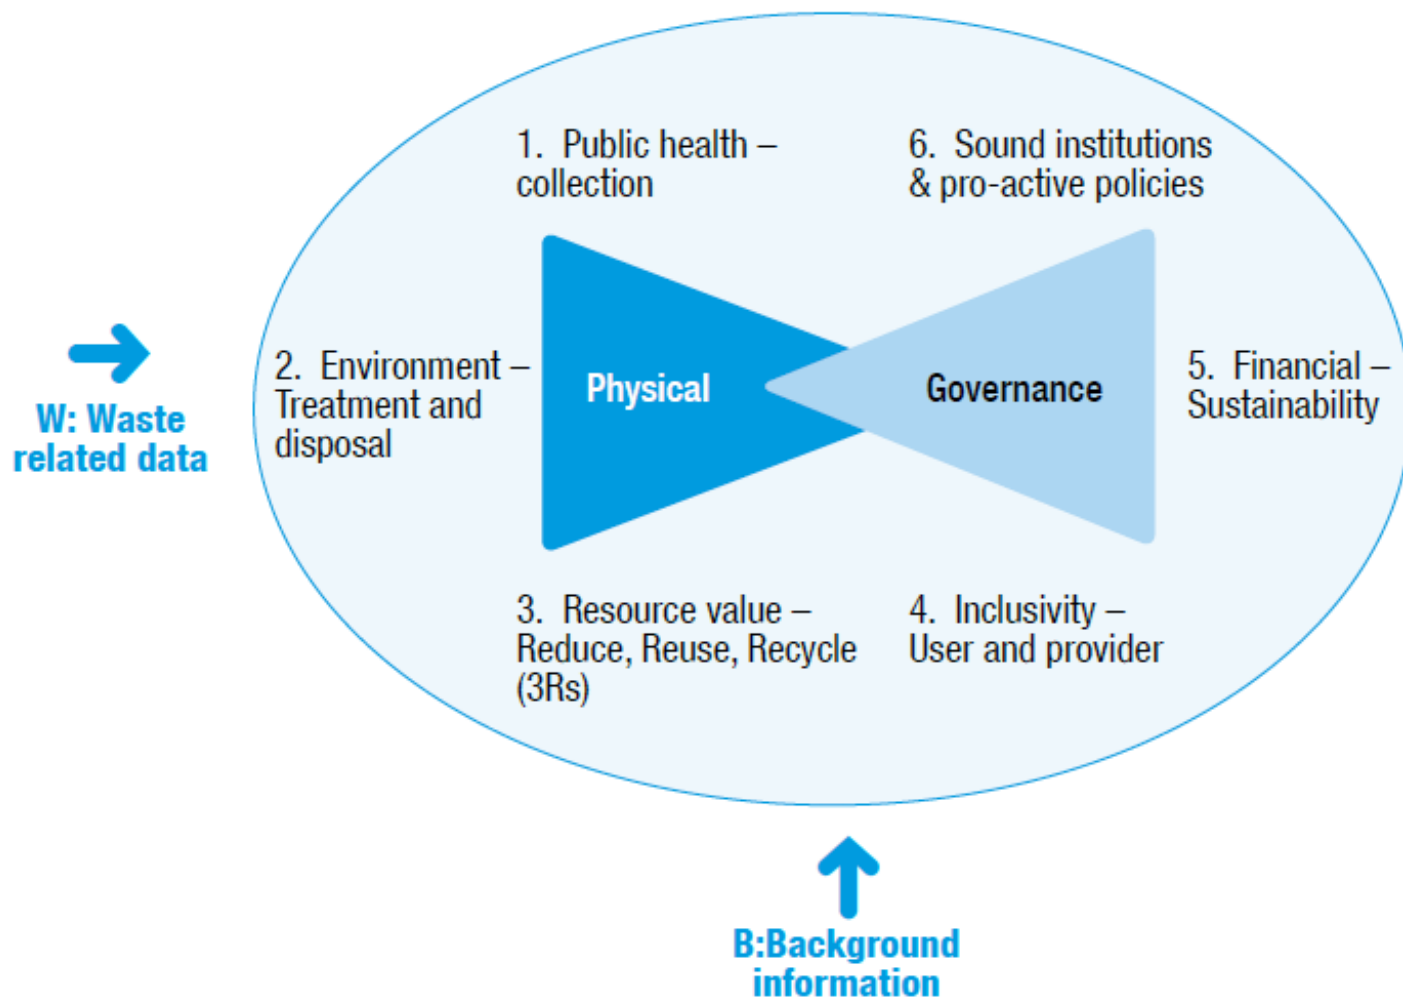 1. Public health –
collection
6. Sound institutions
& pro-active policies
W: Waste
related data
2. Environment –
Treatment and
disposal
Physical
Governance
5. Financial –
Sustainability
3. Resource value –
Reduce, Reuse, Recycle
(3Rs)
4. Inclusivity –
User and provider
B:Background
information